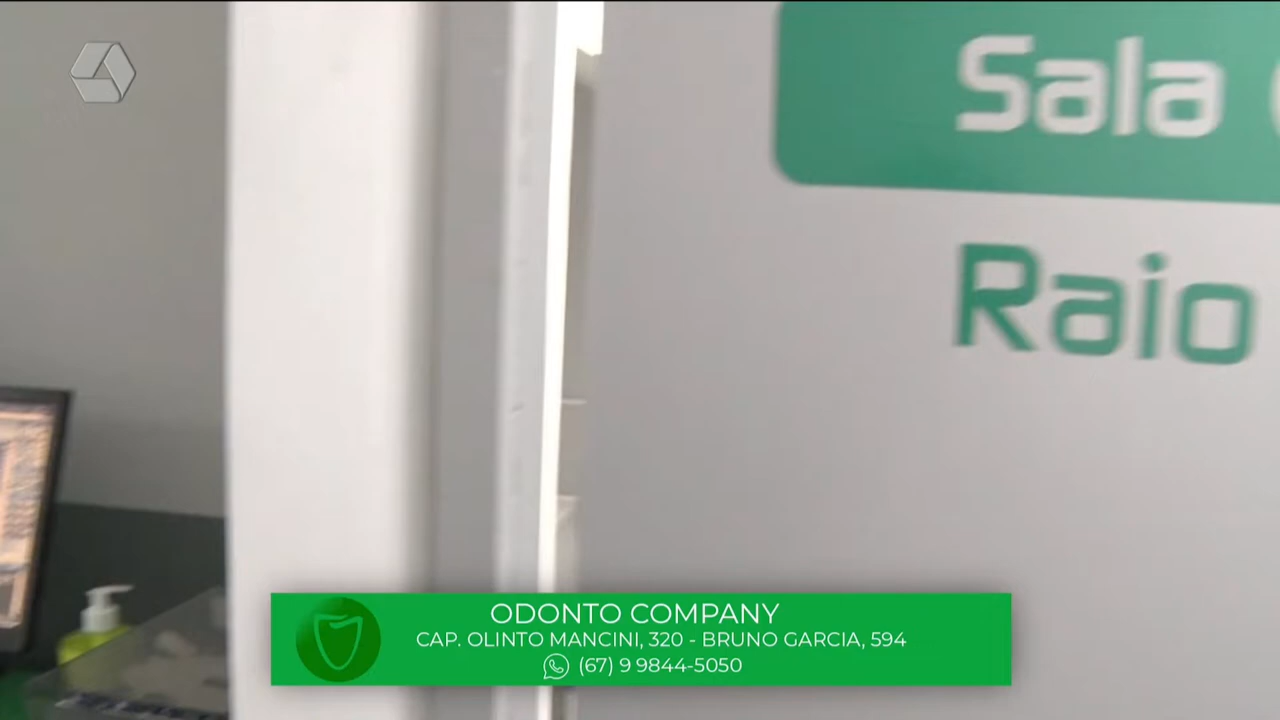 Sala
Raio
ODONTO COMPANY
CAP. OLINTO MANCINI, 320 - BRUNO GARCIA, 594
(67) 9 9844-5050